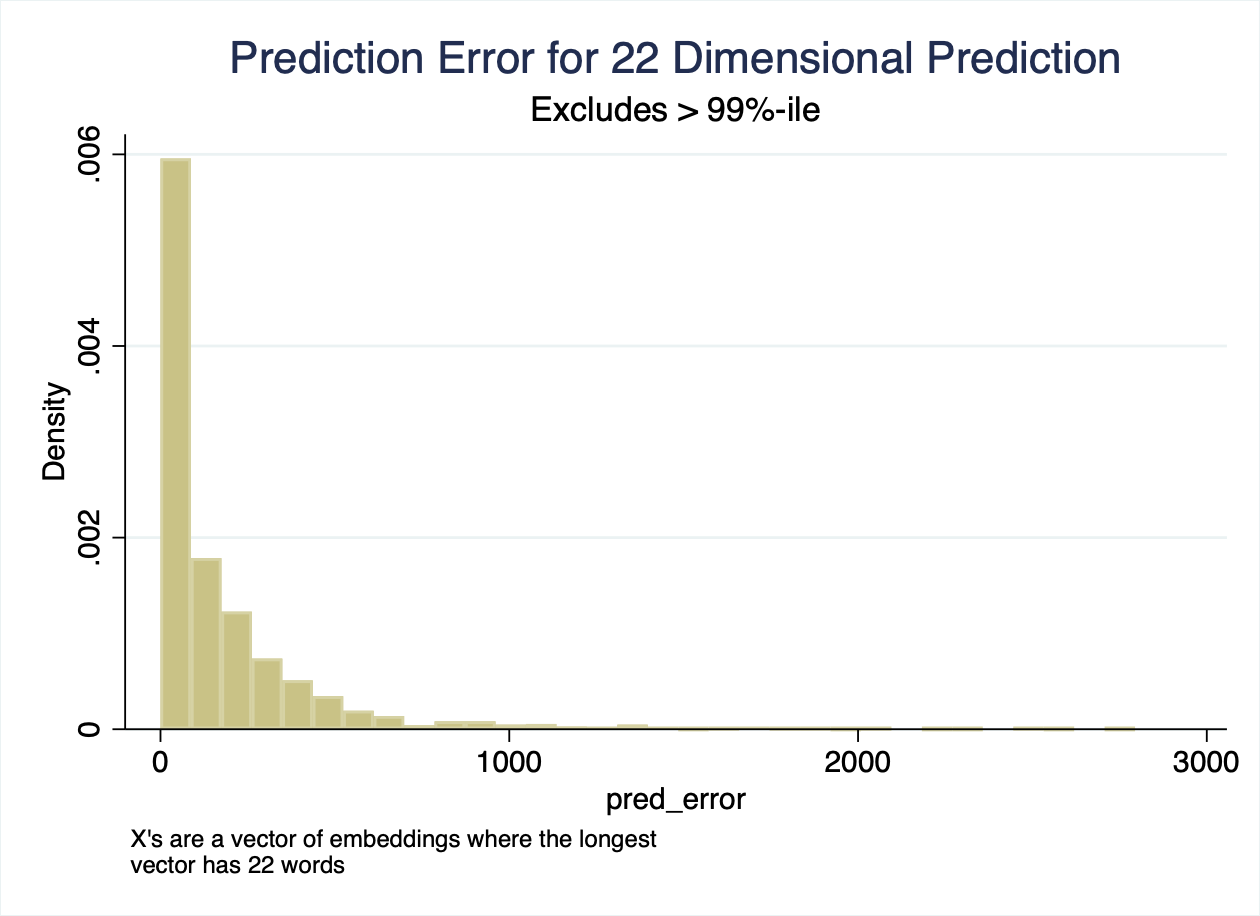 Prediction Error for 22 Dimensional Prediction
Excludes > 99%-ile
.006
.004
.002
0
Density
0 1000 2000 3000
pred_error
X's are a vector of embeddings where the longest
vector has 22 words